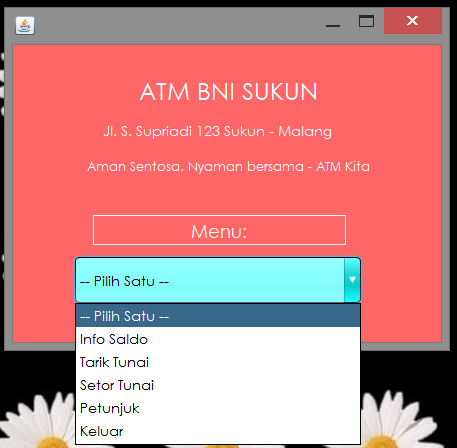 ATM BNI SUKUN
Jl. S. Supriadi 123 Sukun - Malang
Aman Sentosa, Nyaman bersama - ATM Kita
Menu:
-- Pilih Satu --
-- Pilih Satu --
Info Saldo
Tarik Tunai
Setor Tunai
Petunjuk
Keluar